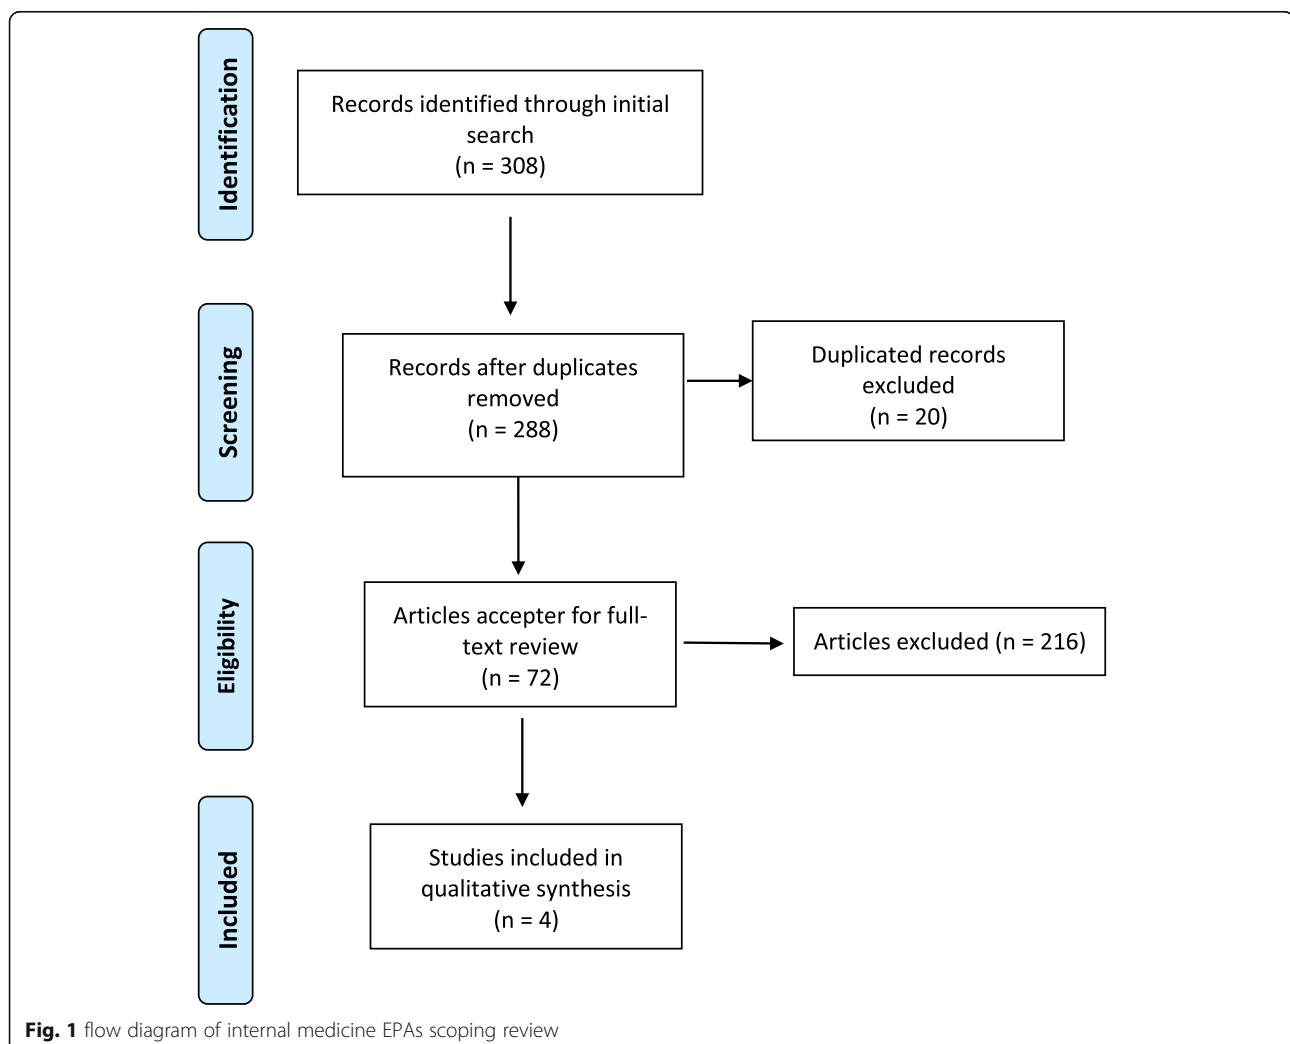 Identification
Records identified through initial
search
(n = 308)
Screening
Records after duplicates
removed
(n = 288)
Duplicated records
excluded
(n = 20)
Eligibility
Articles accepter for full-
text review
(n = 72)
Articles excluded (n = 216)
Included
Studies included in
qualitative synthesis
(n = 4)
Fig. 1 flow diagram of internal medicine EPAs scoping review